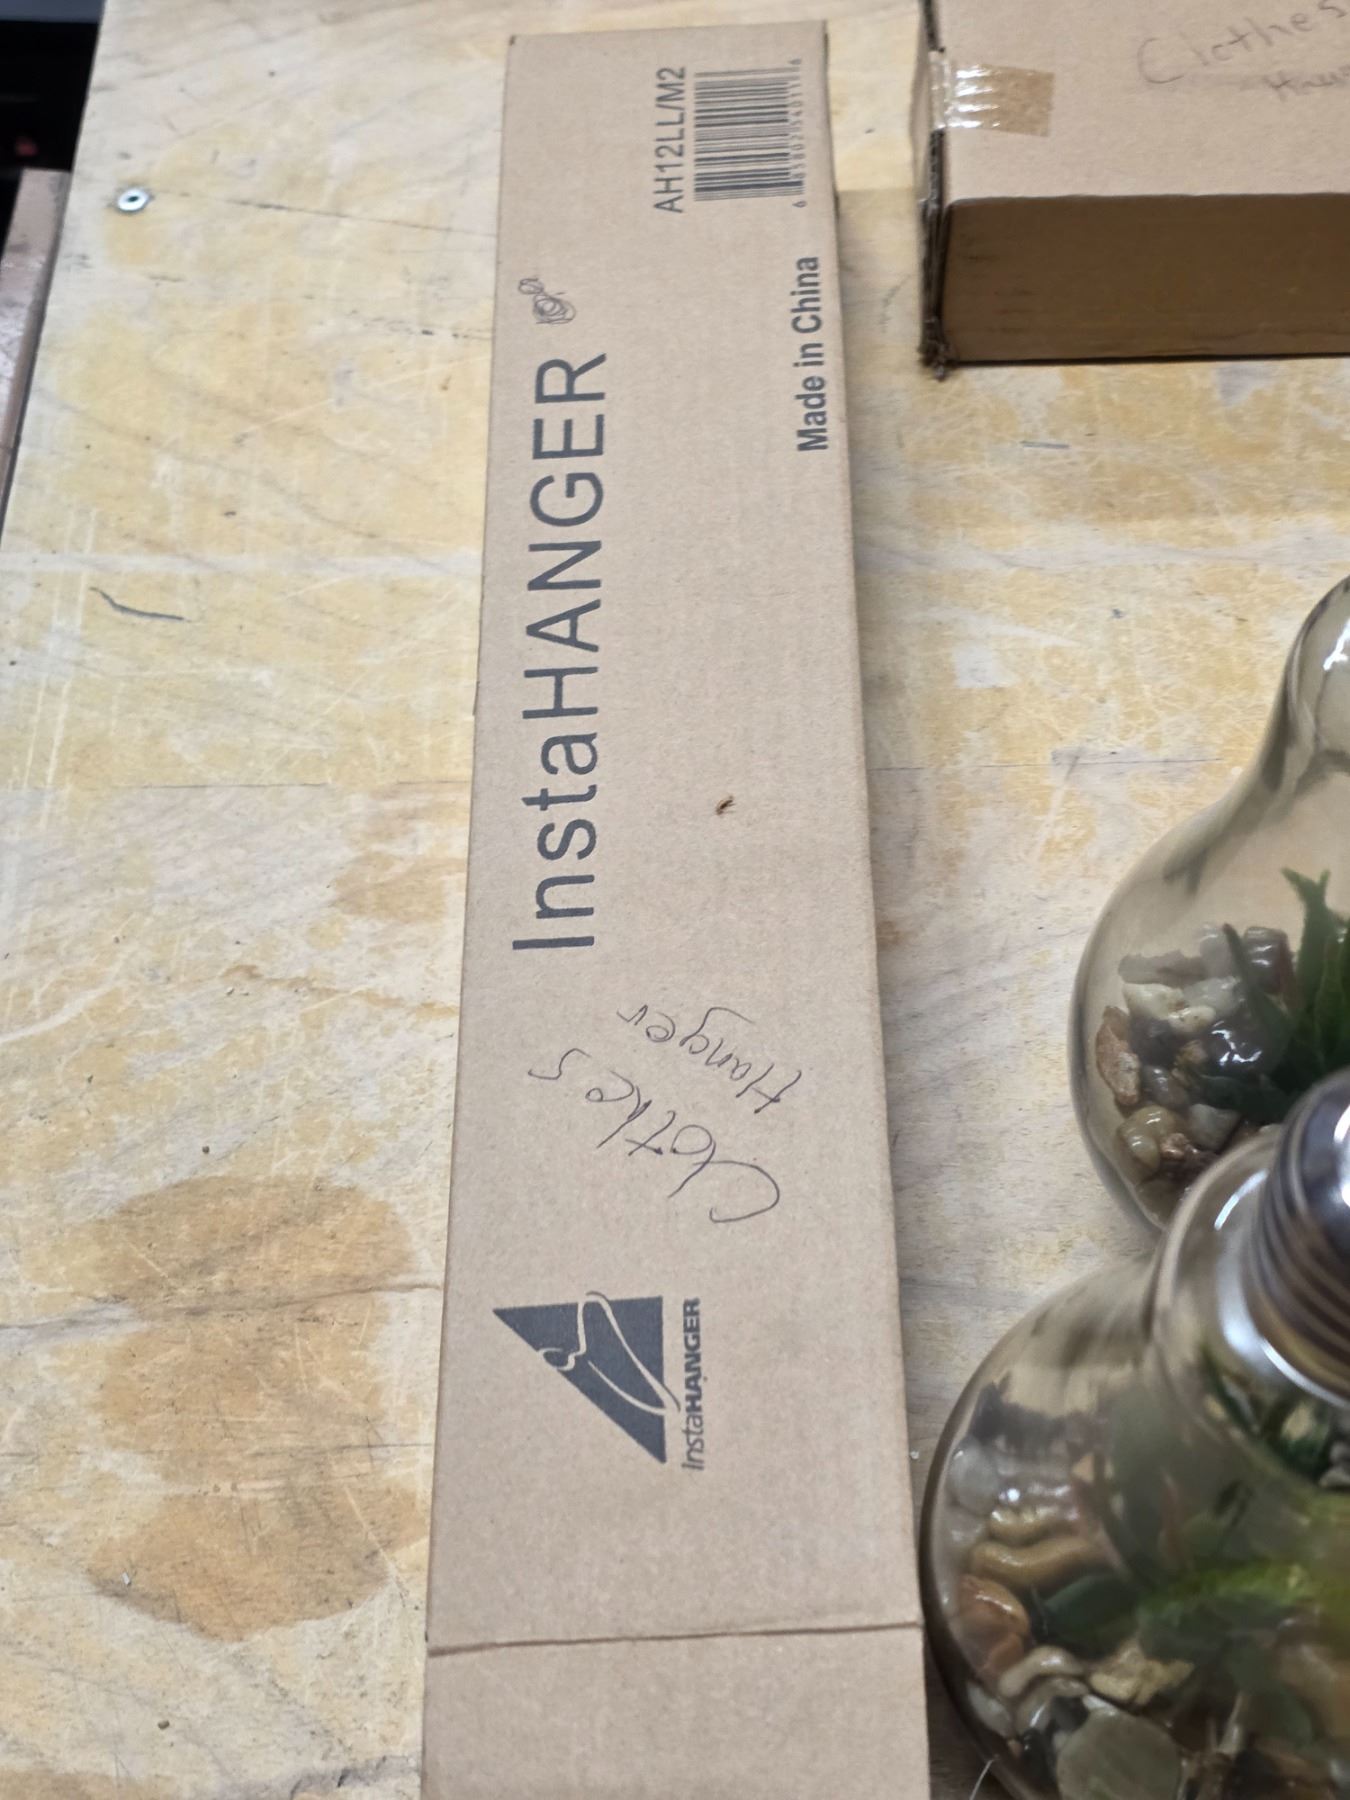 InstaHANGER
AH12LL/M2
Made in China
Clothes
Hanger
InstaHANGER
Clothes